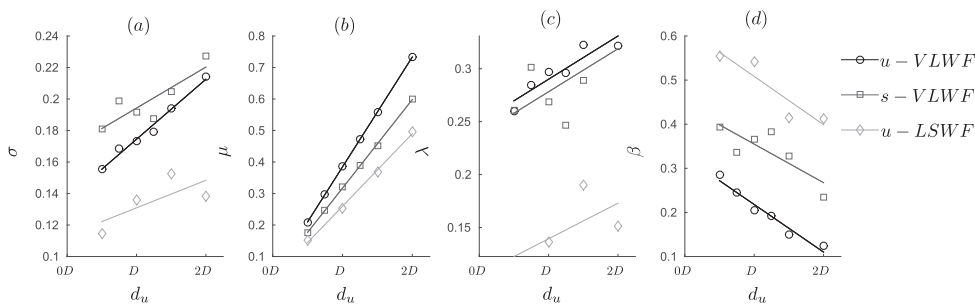 (a)
0.24
0.22
0.2
0.18
0.16
0.14
0.12
0.1
σ
0D D 2D
d_u
(b)
0.8
0.7
0.6
0.5
0.4
0.3
0.2
0.1
μ
0D D 2D
d_u
(c)
0.3
0.25
0.2
0.15
λ
0D D 2D
d_u
(d)
0.6
0.5
0.4
0.3
0.2
0.1
β
0D D 2D
d_u
u − VLWF
s − VLWF
u − LSWF